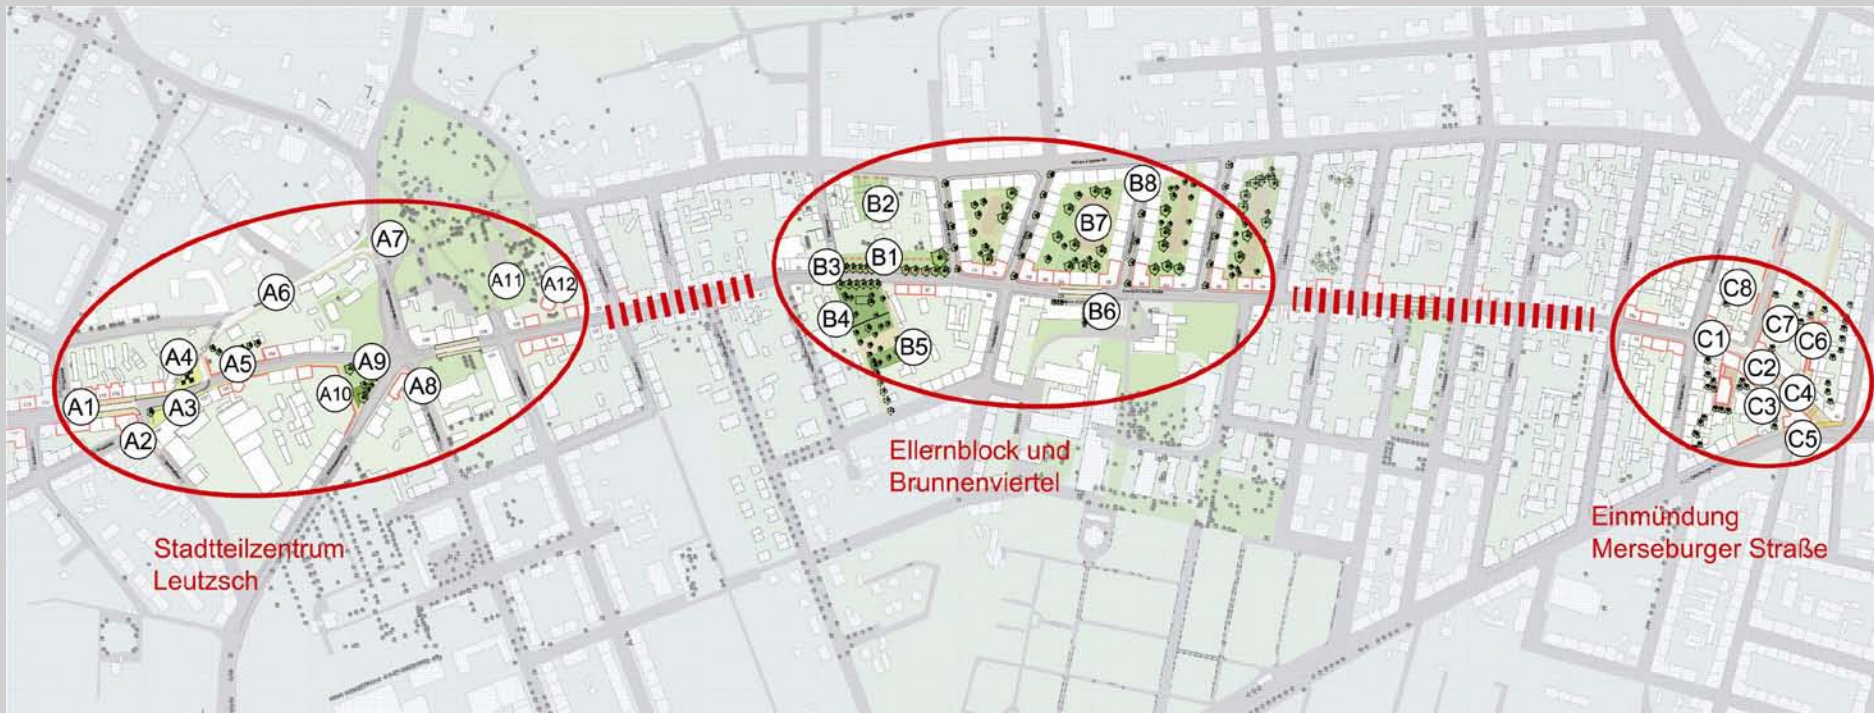 A1
A2
A3
A4
A5
A6
A7
A8
A9
A10
A11
A12
Stadtteilzentrum
Leutzsch
B1
B2
B3
B4
B5
B6
B7
B8
Ellernblock und
Brunnenviertel
C1
C2
C3
C4
C5
C6
C7
C8
Einmündung
Merseburger Straße